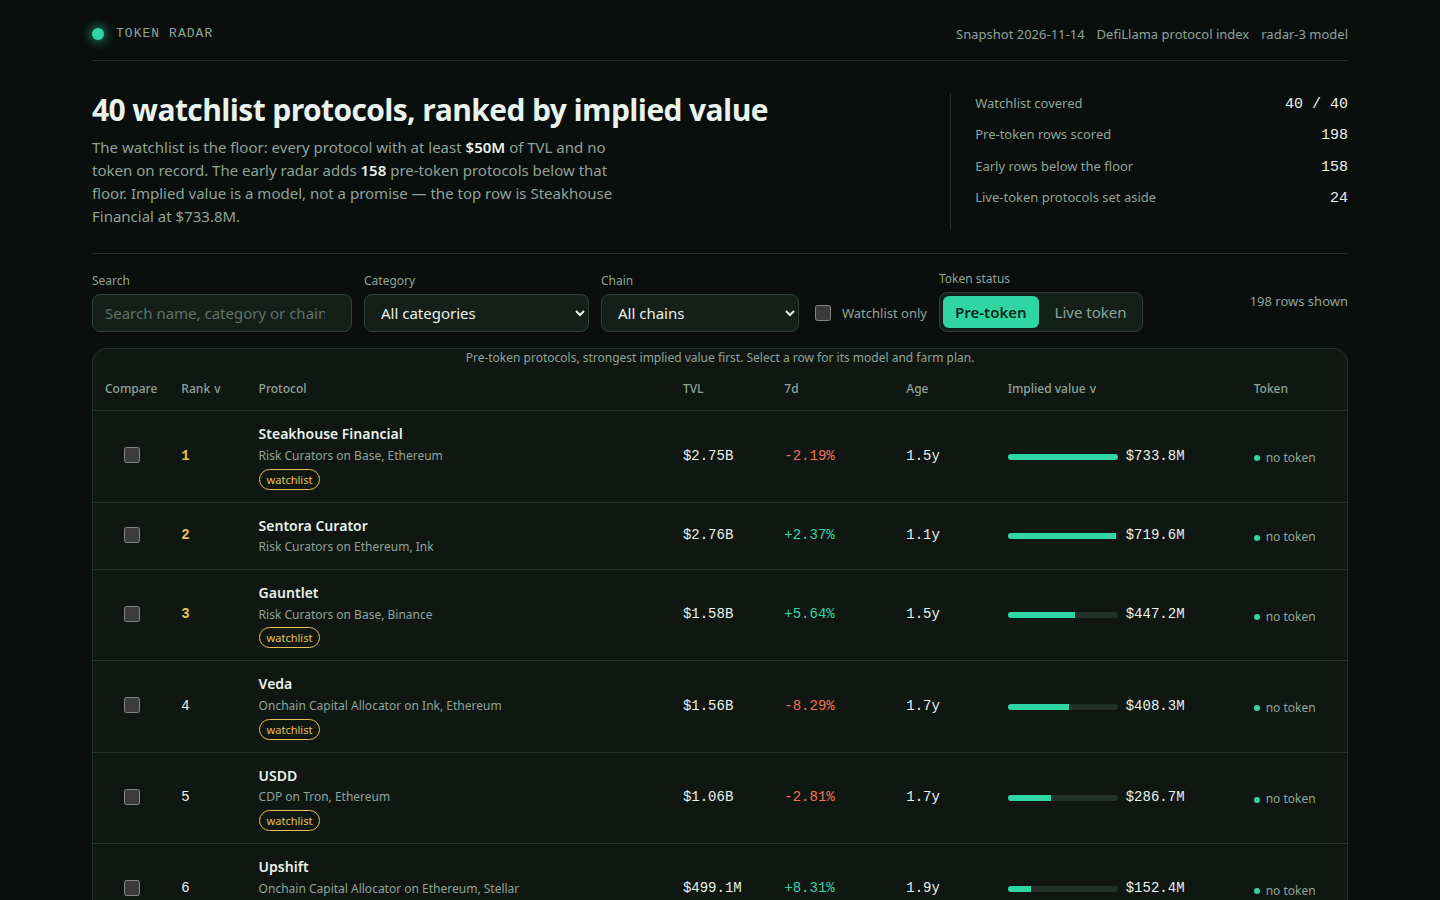 TOKEN RADAR
Snapshot 2026-11-14 DefiLlama protocol index radar-3 model
40 watchlist protocols, ranked by implied value
The watchlist is the floor: every protocol with at least $50M of TVL and no
token on record. The early radar adds 158 pre-token protocols below that
floor. Implied value is a model, not a promise — the top row is Steakhouse
Financial at $733.8M.
Watchlist covered 40 / 40
Pre-token rows scored 198
Early rows below the floor 158
Live-token protocols set aside 24
Search
Search name, category or chain
Category
All categories
Chain
All chains
Watchlist only
Token status
Pre-token Live token
198 rows shown
Pre-token protocols, strongest implied value first. Select a row for its model and farm plan.
Compare Rank v Protocol TVL 7d Age Implied value v Token
Steakhouse Financial
Risk Curators on Base, Ethereum
watchlist
1 $2.75B -2.19% 1.5y $733.8M no token
Sentora Curator
Risk Curators on Ethereum, Ink
2 $2.76B +2.37% 1.1y $719.6M no token
Gauntlet
Risk Curators on Base, Binance
watchlist
3 $1.58B +5.64% 1.5y $447.2M no token
Veda
Onchain Capital Allocator on Ink, Ethereum
watchlist
4 $1.56B -8.29% 1.7y $408.3M no token
USDD
CDP on Tron, Ethereum
watchlist
5 $1.06B -2.81% 1.7y $286.7M no token
Upshift
Onchain Capital Allocator on Ethereum, Stellar
6 $499.1M +8.31% 1.9y $152.4M no token